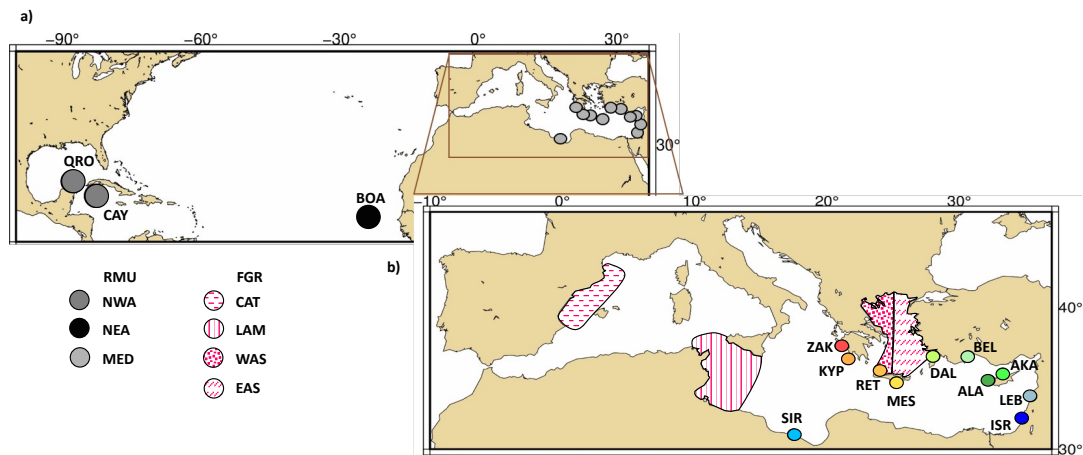 a)
−90° −60° −30° 0° 30°
30°
QRO
CAY
BOA
−10° 0° 10° 20° 30°
b)
40°
30°
RMU FGR
NWA CAT
NEA LAM
MED WAS
EAS
ZAK
KYP
RET
MES
DAL
BEL
ALA
AKA
LEB
ISR
SIR